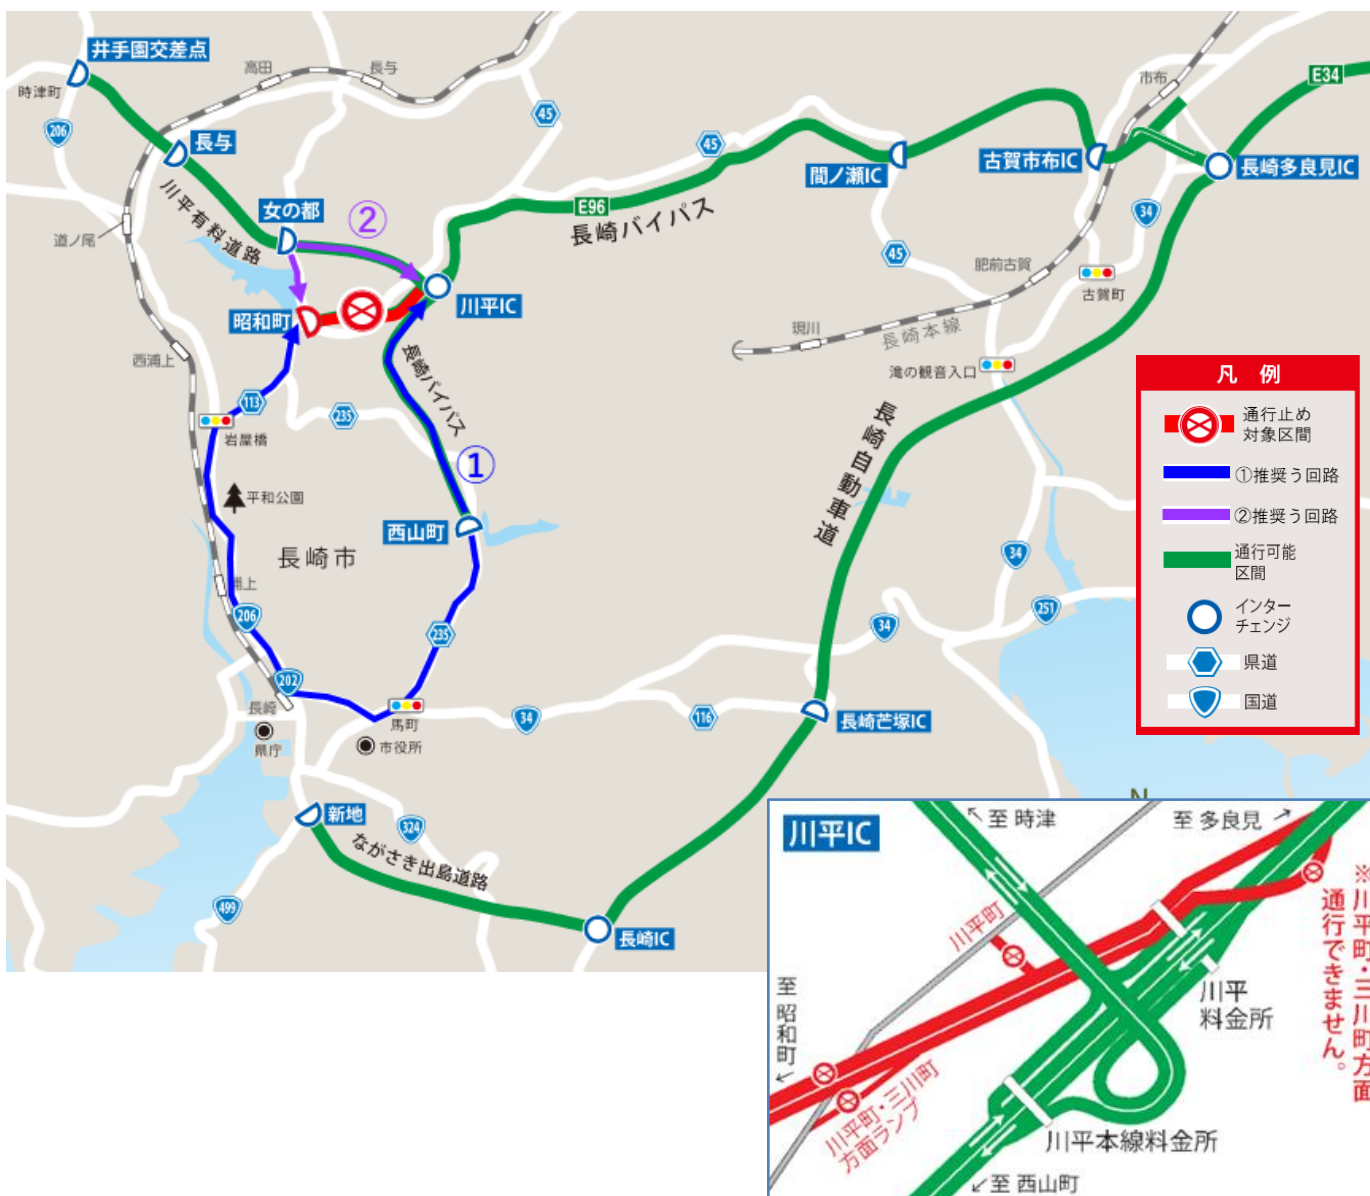 井手園交差点
時津町
206
高田
長与
45
長与
川平有料道路
女の都
②
道ノ尾
昭和町
川平IC
E96
長崎バイパス
45
間ノ瀬IC
古賀市布IC
市布
E34
長崎多良見IC
34
45
肥前古賀
古賀町
現川
長崎本線
滝の観音入口
西浦上
113
岩屋橋
235
長崎バイパス
①
平和公園
西山町
長崎市
浦上
206
202
235
長崎
県庁
馬町
市役所
34
116
長崎芒塚IC
34
34
251
長崎自動車道
新地
324
ながさき出島道路
499
長崎IC
凡 例
通行止め
対象区間
①推奨う回路
②推奨う回路
通行可能
区間
インター
チェンジ
県道
国道
N
川平IC
至 時津
至 多良見
川平町
至 昭和町
川平町・三川町
方面ランプ
川平
料金所
川平本線料金所
至 西山町
※川平町・三川町方面
通行できません。